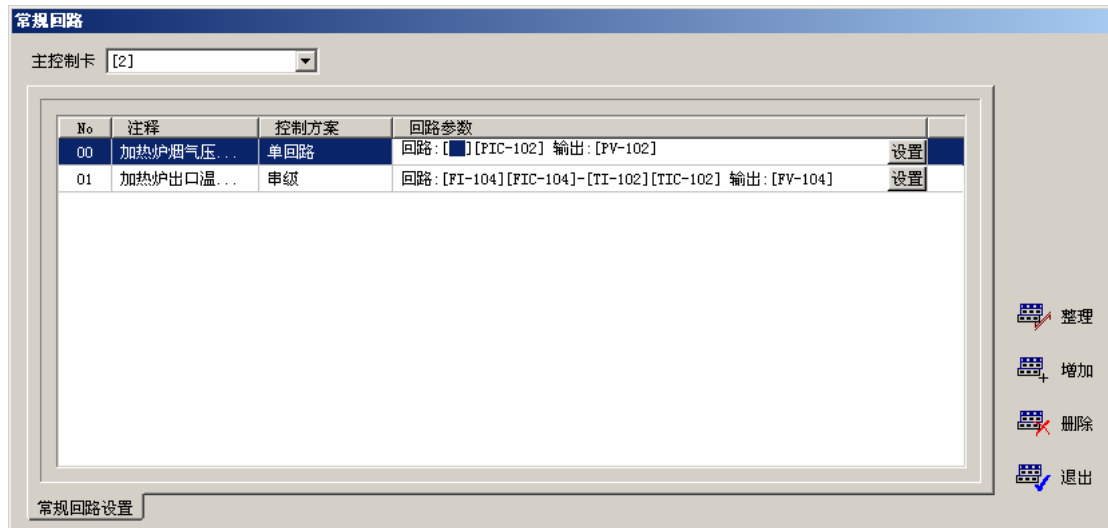 常规回路
主控制卡 [2]
No 注释 控制方案 回路参数
00 加热炉烟气压... 单回路 回路:[ ][PIC-102] 输出:[PV-102] 设置
01 加热炉出口温... 串级 回路:[FI-104][FIC-104]-[TI-102][TIC-102] 输出:[FV-104] 设置
整理
增加
删除
退出
常规回路设置